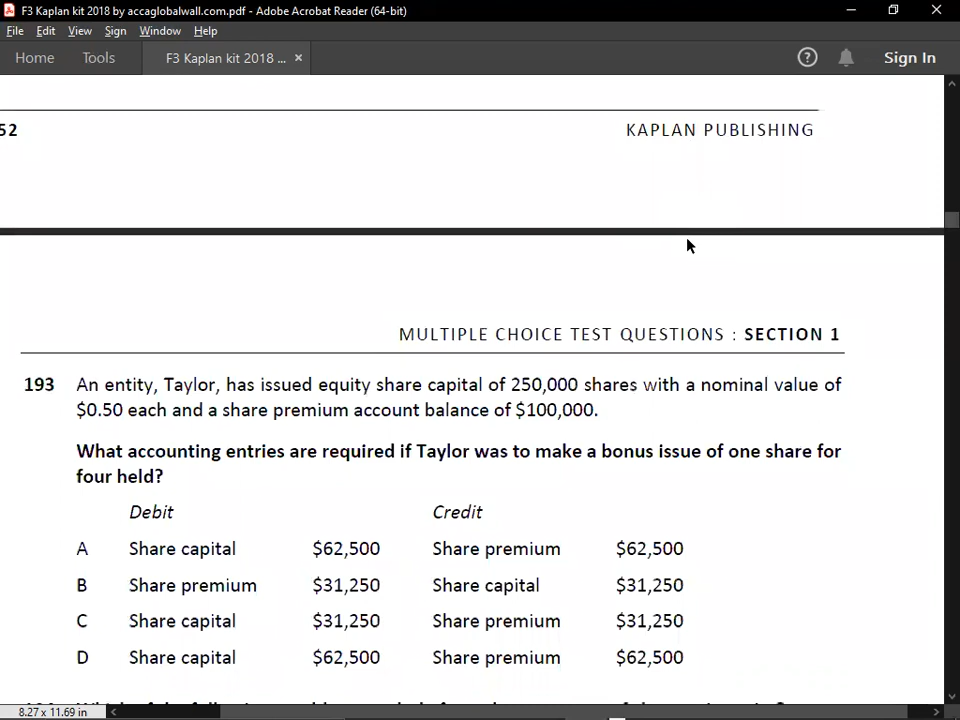 F3 Kaplan kit 2018 by accaglobalwall.com.pdf - Adobe Acrobat Reader (64-bit)
File Edit View Sign Window Help
Home Tools F3 Kaplan kit 2018 ... × Sign In
52 KAPLAN PUBLISHING
MULTIPLE CHOICE TEST QUESTIONS : SECTION 1
193 An entity, Taylor, has issued equity share capital of 250,000 shares with a nominal value of
$0.50 each and a share premium account balance of $100,000.
What accounting entries are required if Taylor was to make a bonus issue of one share for
four held?
Debit Credit
A Share capital $62,500 Share premium $62,500
B Share premium $31,250 Share capital $31,250
C Share capital $31,250 Share premium $31,250
D Share capital $62,500 Share premium $62,500
8.27 x 11.69 in